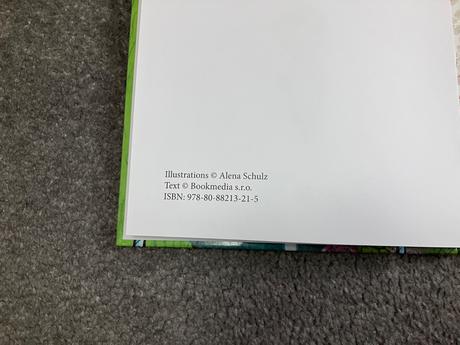 Illustrations © Alena Schulz
Text © Bookmedia s.r.o.
ISBN: 978-80-88213-21-5